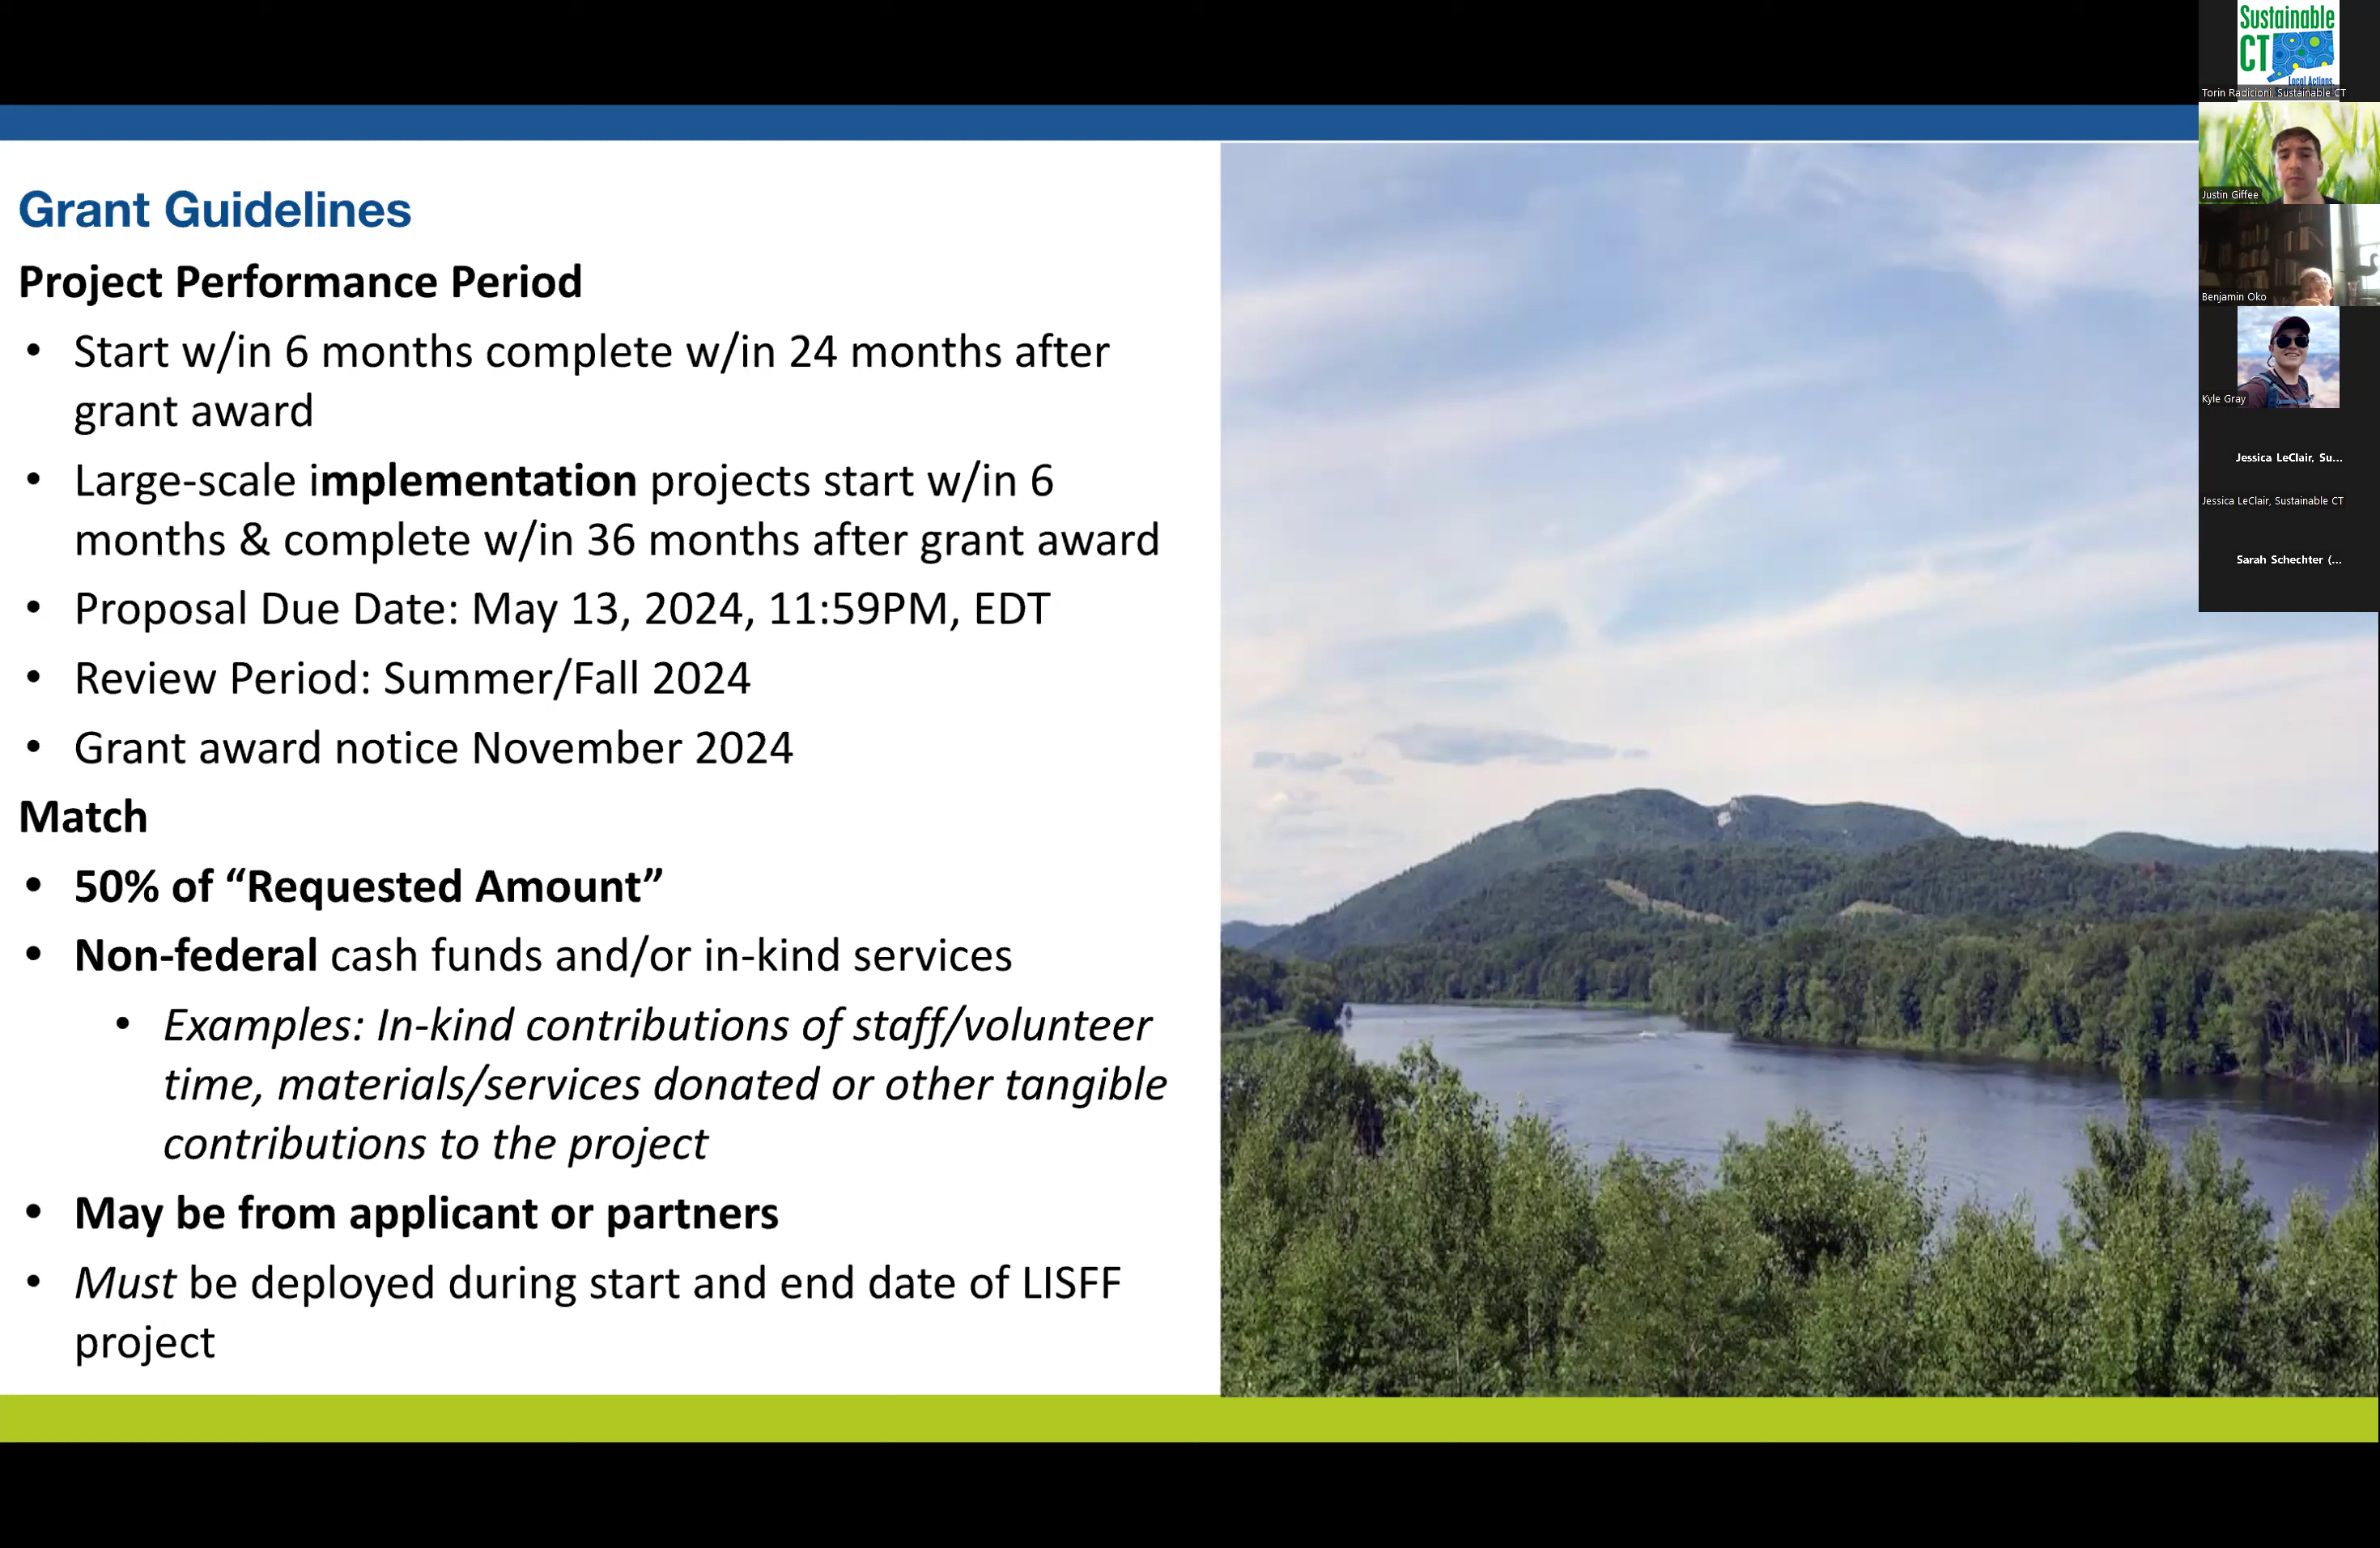 Grant Guidelines
Project Performance Period
• Start w/in 6 months complete w/in 24 months after
grant award
• Large-scale implementation projects start w/in 6
months & complete w/in 36 months after grant award
• Proposal Due Date: May 13, 2024, 11:59PM, EDT
• Review Period: Summer/Fall 2024
• Grant award notice November 2024
Match
• 50% of “Requested Amount”
• Non-federal cash funds and/or in-kind services
• Examples: In-kind contributions of staff/volunteer
time, materials/services donated or other tangible
contributions to the project
• May be from applicant or partners
• Must be deployed during start and end date of LISFF
project
Sustainable
CT
Local Actions
Torin Radicioni, Sustainable CT
Justin Giffee
Benjamin Oko
Kyle Gray
Jessica LeClair, Su...
Jessica LeClair, Sustainable CT
Sarah Schechter (...